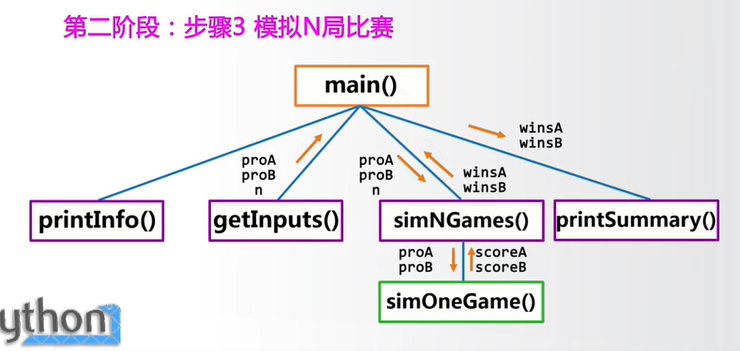 第二阶段：步骤3 模拟N局比赛
main()
winsA
winsB
proA
proB
n
proA
proB
n
winsA
winsB
printInfo()
getInputs()
simNGames()
printSummary()
proA
proB
scoreA
scoreB
simOneGame()
ython